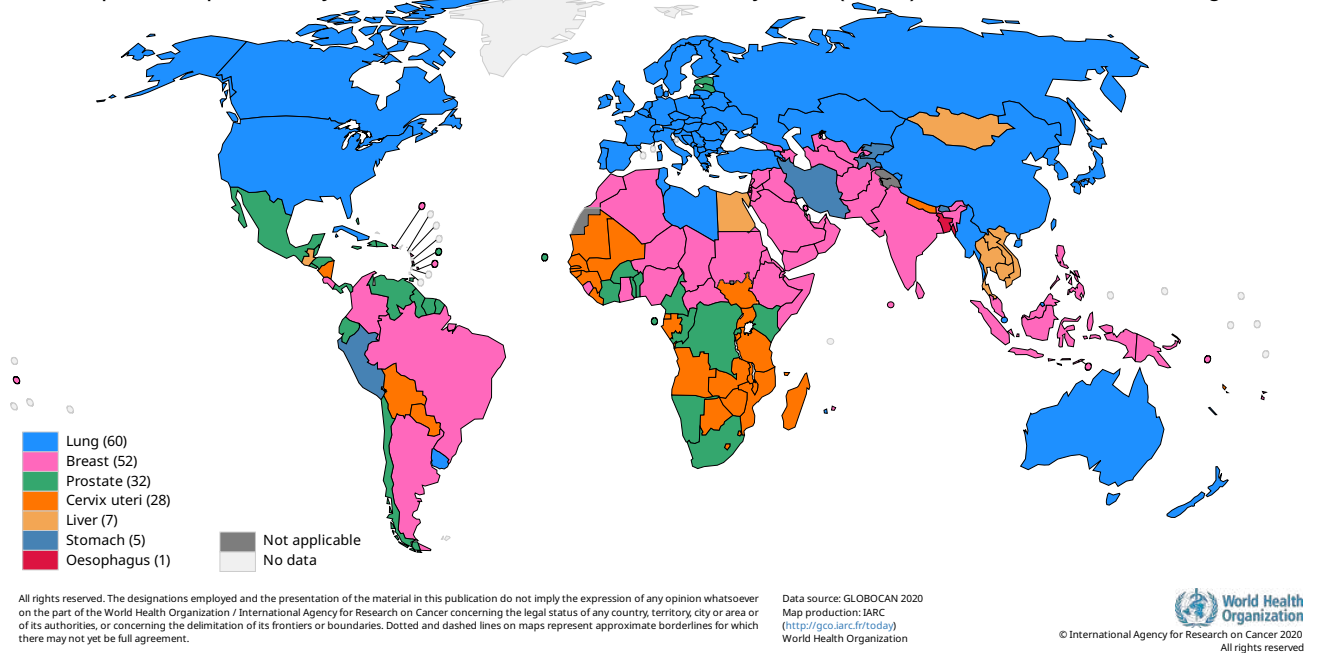 Lung (60)
Breast (52)
Prostate (32)
Cervix uteri (28)
Liver (7)
Stomach (5)
Oesophagus (1)
Not applicable
No data
All rights reserved. The designations employed and the presentation of the material in this publication do not imply the expression of any opinion whatsoever
on the part of the World Health Organization / International Agency for Research on Cancer concerning the legal status of any country, territory, city or area or
of its authorities, or concerning the delimitation of its frontiers or boundaries. Dotted and dashed lines on maps represent approximate borderlines for which
there may not yet be full agreement.
Data source: GLOBOCAN 2020
Map production: IARC
(http://gco.iarc.fr/today)
World Health Organization
World Health
Organization
© International Agency for Research on Cancer 2020
All rights reserved